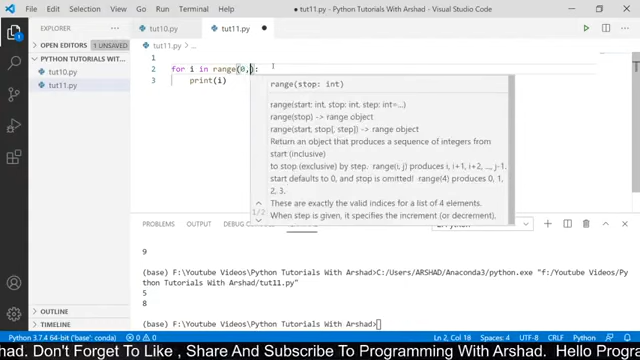 File Edit Selection View Go Run Terminal Help
tut11.py - Python Tutorials With Arshad - Visual Studio Code
EXPLORER
OPEN EDITORS 1 UNSAVED
PYTHON TUTORIALS WITH ARSHAD
tut10.py
tut11.py
OUTLINE
TIMELINE
tut10.py
tut11.py
tut11.py > ...
1
2 for i in range(0,):
3 print(i)
range(stop: int)
range(start: int, stop: int, step: int=...)
range(stop) -> range object
range(start, stop[, step]) -> range object
Return an object that produces a sequence of integers from
start (inclusive)
to stop (exclusive) by step. range(i, j) produces i, i+1, i+2, ..., j-1.
start defaults to 0, and stop is omitted! range(4) produces 0, 1,
2, 3.
These are exactly the valid indices for a list of 4 elements.
When step is given, it specifies the increment (or decrement).
1/2
PROBLEMS OUTPUT DEBUG
9
(base) F:\Youtube Videos\Python Tutorials With Arshad>C:/Users/ARSHAD/Anaconda3/python.exe "f:/Youtube Videos/Py
thon Tutorials With Arshad/tut11.py"
5
8
(base) F:\Youtube Videos\Python Tutorials With Arshad>
Python 3.7.4 64-bit ('base': conda) 0 0
Ln 2, Col 18 Spaces: 4 UTF-8 CRLF Python
had. Don't Forget To Like , Share And Subscribe To Programming With Arshad. Hello Prog